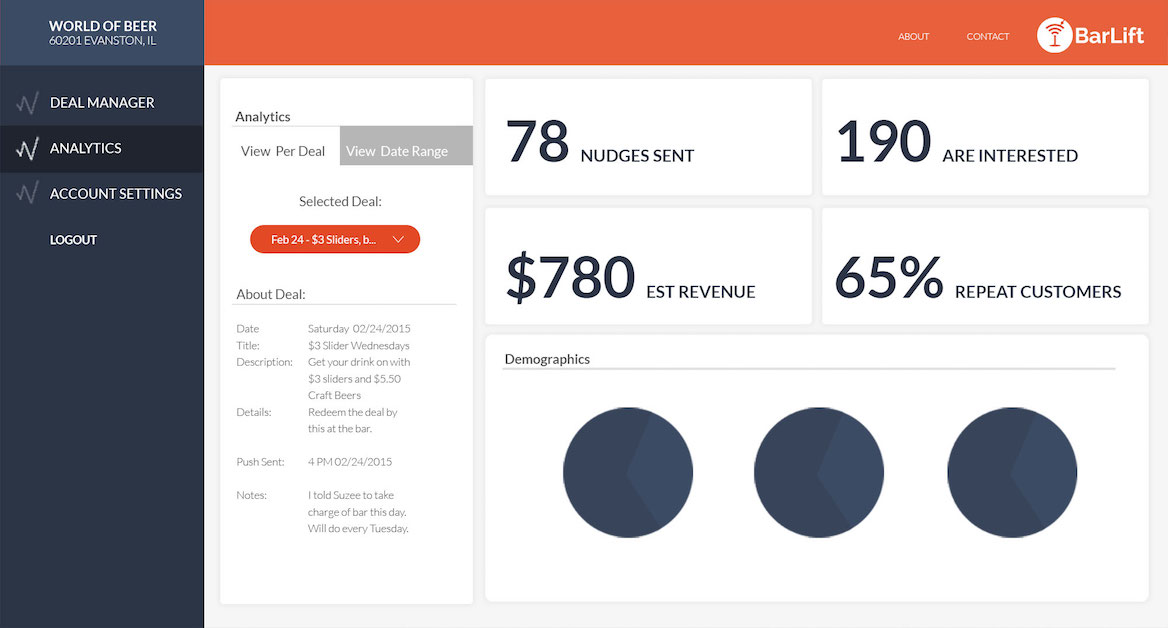 WORLD OF BEER
60201 EVANSTON, IL
ABOUT
CONTACT
BarLift
DEAL MANAGER
ANALYTICS
ACCOUNT SETTINGS
LOGOUT
Analytics
View Per Deal
View Date Range
Selected Deal:
Feb 24 - $3 Sliders, b...
About Deal:
Date Saturday 02/24/2015
Title: $3 Slider Wednesdays
Description: Get your drink on with
$3 sliders and $5.50
Craft Beers
Details: Redeem the deal by
this at the bar.
Push Sent: 4 PM 02/24/2015
Notes: I told Suzee to take
charge of bar this day.
Will do every Tuesday.
78 NUDGES SENT
190 ARE INTERESTED
$780 EST REVENUE
65% REPEAT CUSTOMERS
Demographics